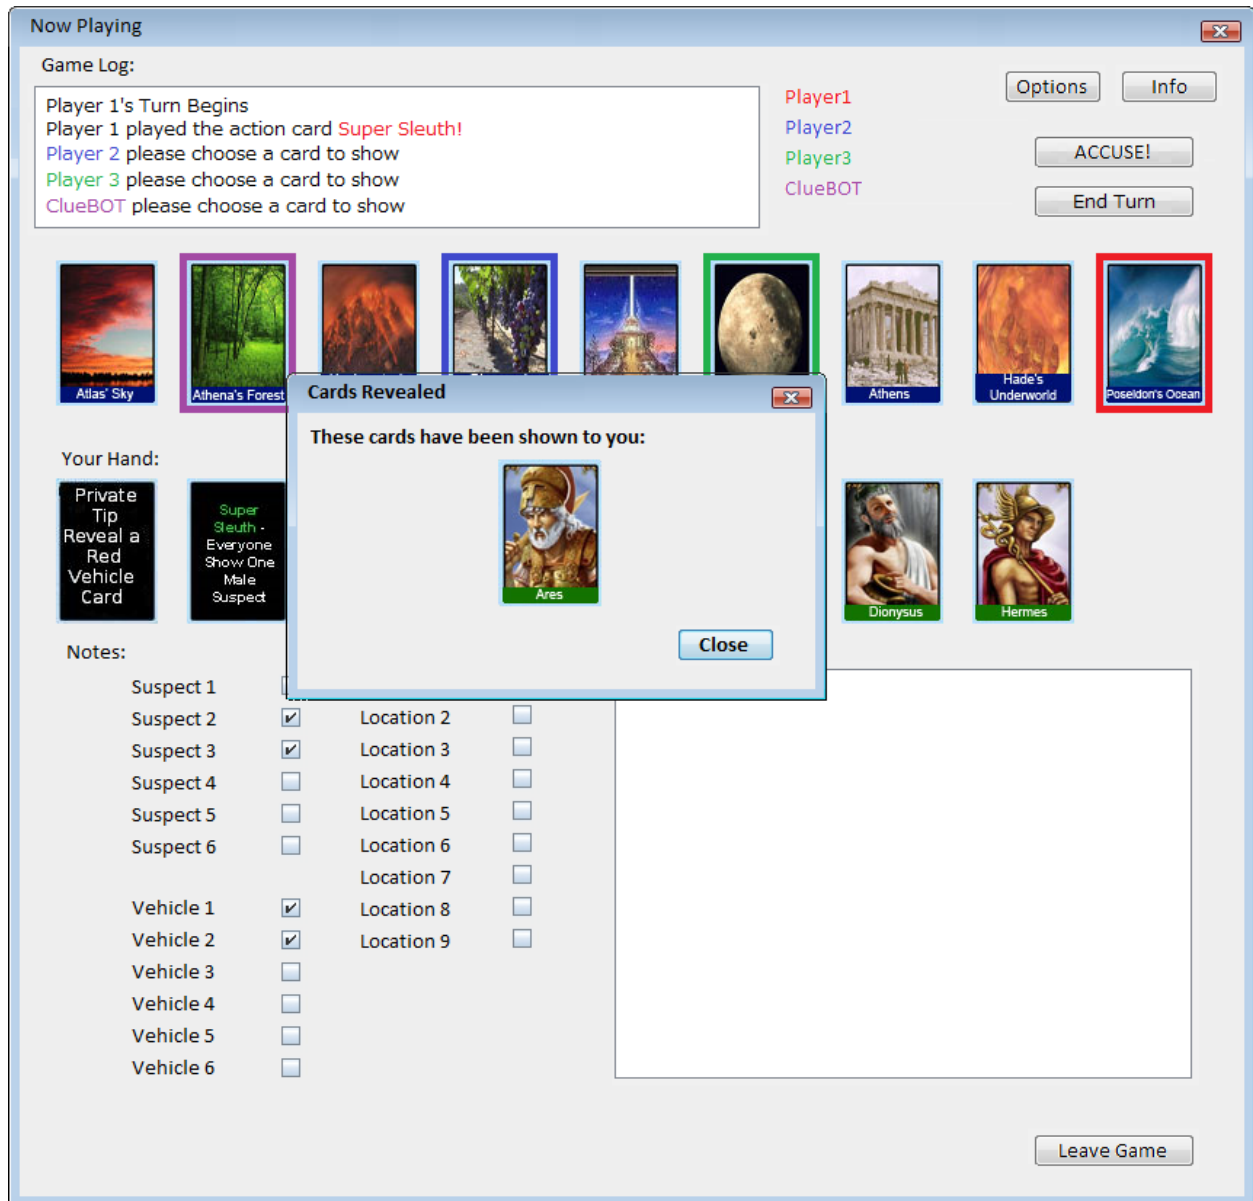 Now Playing
Game Log:
Options
Info
Player 1's Turn Begins
Player 1 played the action card Super Sleuth!
Player 2 please choose a card to show
Player 3 please choose a card to show
ClueBOT please choose a card to show
Player1
Player2
Player3
ClueBOT
ACCUSE!
End Turn
Atlas' Sky
Athena's Forest
Athens
Hade's
Underworld
Poseidon's Ocean
Cards Revealed
These cards have been shown to you:
Ares
Close
Your Hand:
Private
Tip
Reveal a
Red
Vehicle
Card
Super
Sleuth -
Everyone
Show One
Male
Suspect
Dionysus
Hermes
Notes:
Suspect 1
Suspect 2
Suspect 3
Suspect 4
Suspect 5
Suspect 6
Vehicle 1
Vehicle 2
Vehicle 3
Vehicle 4
Vehicle 5
Vehicle 6
Location 2
Location 3
Location 4
Location 5
Location 6
Location 7
Location 8
Location 9
Leave Game